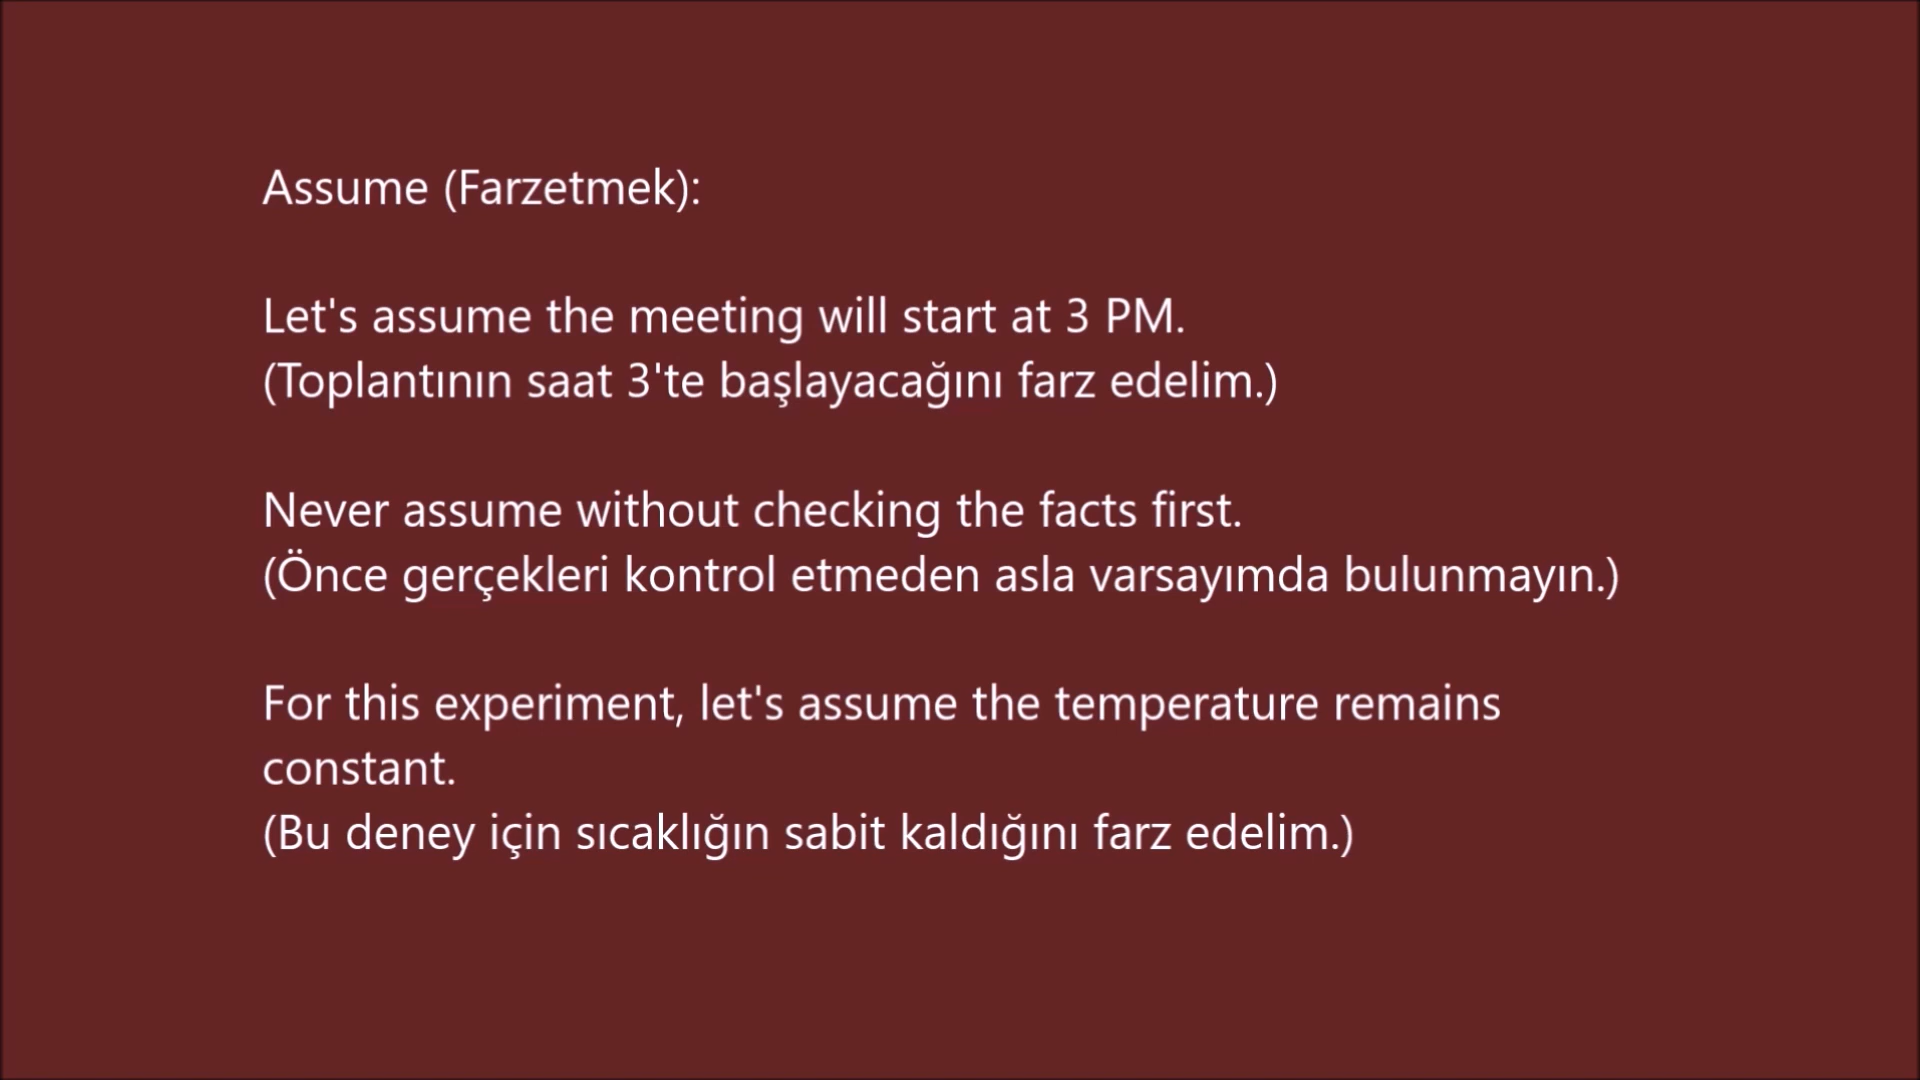 Assume (Farzetmek):
Let's assume the meeting will start at 3 PM.
(Toplantının saat 3'te başlayacağını farz edelim.)
Never assume without checking the facts first.
(Önce gerçekleri kontrol etmeden asla varsayımda bulunmayın.)
For this experiment, let's assume the temperature remains
constant.
(Bu deney için sıcaklığın sabit kaldığını farz edelim.)